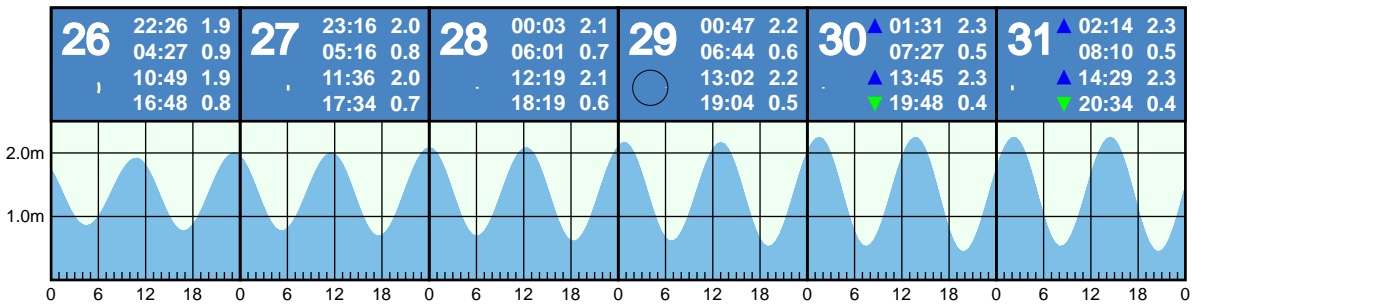 26
22:26 1.9
04:27 0.9
10:49 1.9
16:48 0.8
27
23:16 2.0
05:16 0.8
11:36 2.0
17:34 0.7
28
00:03 2.1
06:01 0.7
12:19 2.1
18:19 0.6
29
00:47 2.2
06:44 0.6
13:02 2.2
19:04 0.5
30
▲ 01:31 2.3
07:27 0.5
▲ 13:45 2.3
▼ 19:48 0.4
31
▲ 02:14 2.3
08:10 0.5
▲ 14:29 2.3
▼ 20:34 0.4
2.0m
1.0m
0 6 12 18 0 6 12 18 0 6 12 18 0 6 12 18 0 6 12 18 0 6 12 18 0